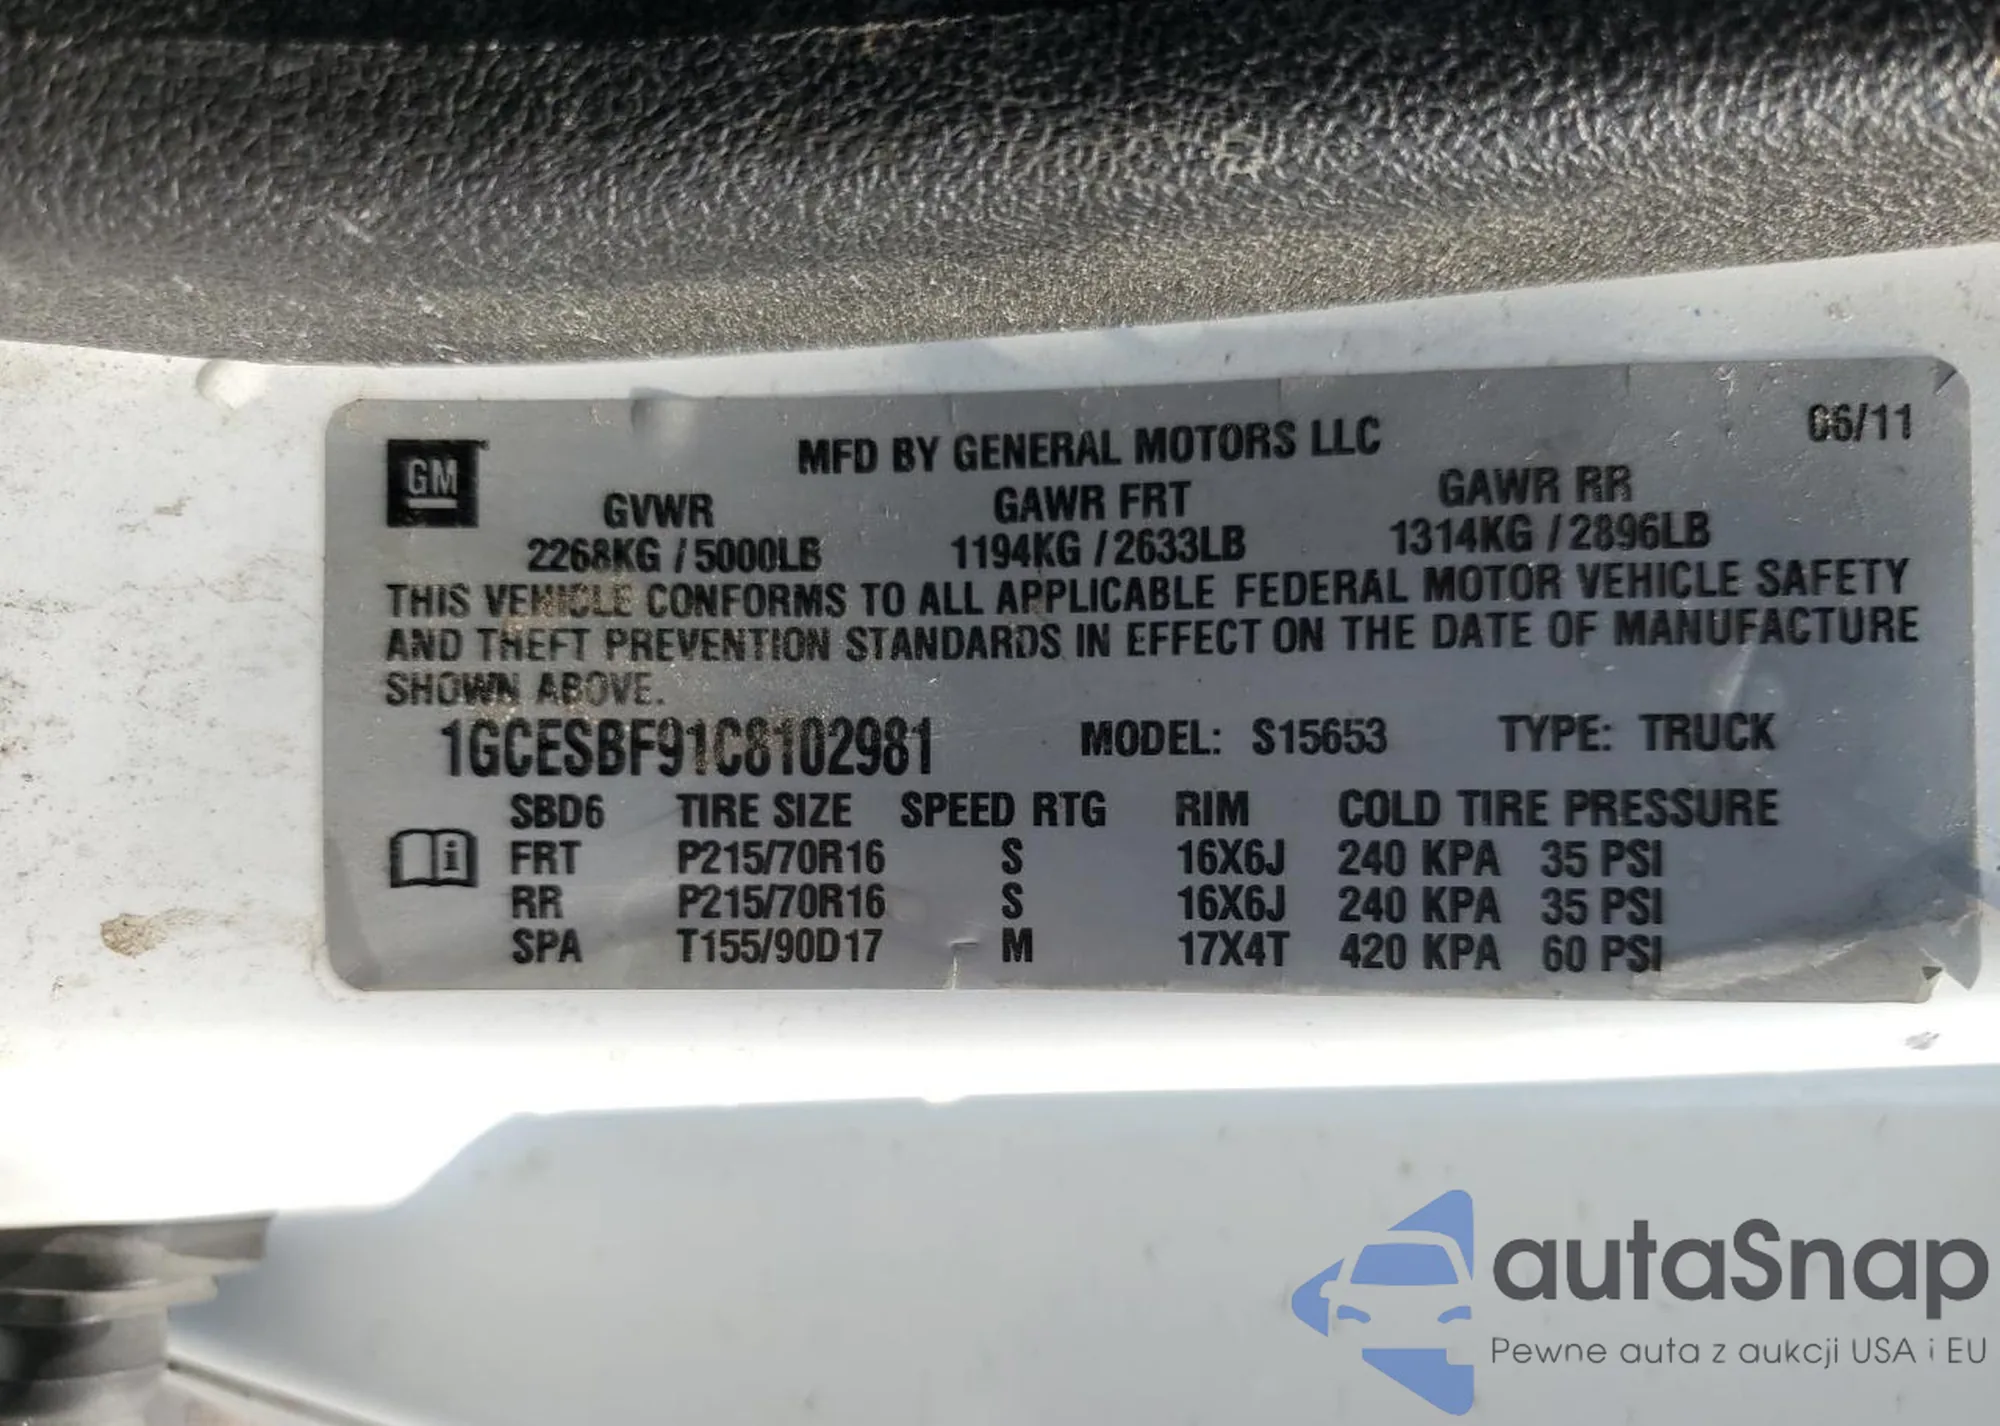 06/11
GM
MFD BY GENERAL MOTORS LLC
GVWR GAWR FRT GAWR RR
2268KG / 5000LB 1194KG / 2633LB 1314KG / 2896LB
THIS VEHICLE CONFORMS TO ALL APPLICABLE FEDERAL MOTOR VEHICLE SAFETY
AND THEFT PREVENTION STANDARDS IN EFFECT ON THE DATE OF MANUFACTURE
SHOWN ABOVE.
1GCESBF91C8102981 MODEL: S15653 TYPE: TRUCK
SBD6 TIRE SIZE SPEED RTG RIM COLD TIRE PRESSURE
FRT P215/70R16 S 16X6J 240 KPA 35 PSI
RR P215/70R16 S 16X6J 240 KPA 35 PSI
SPA T155/90D17 M 17X4T 420 KPA 60 PSI
autaSnap
Pewne auta z aukcji USA i EU